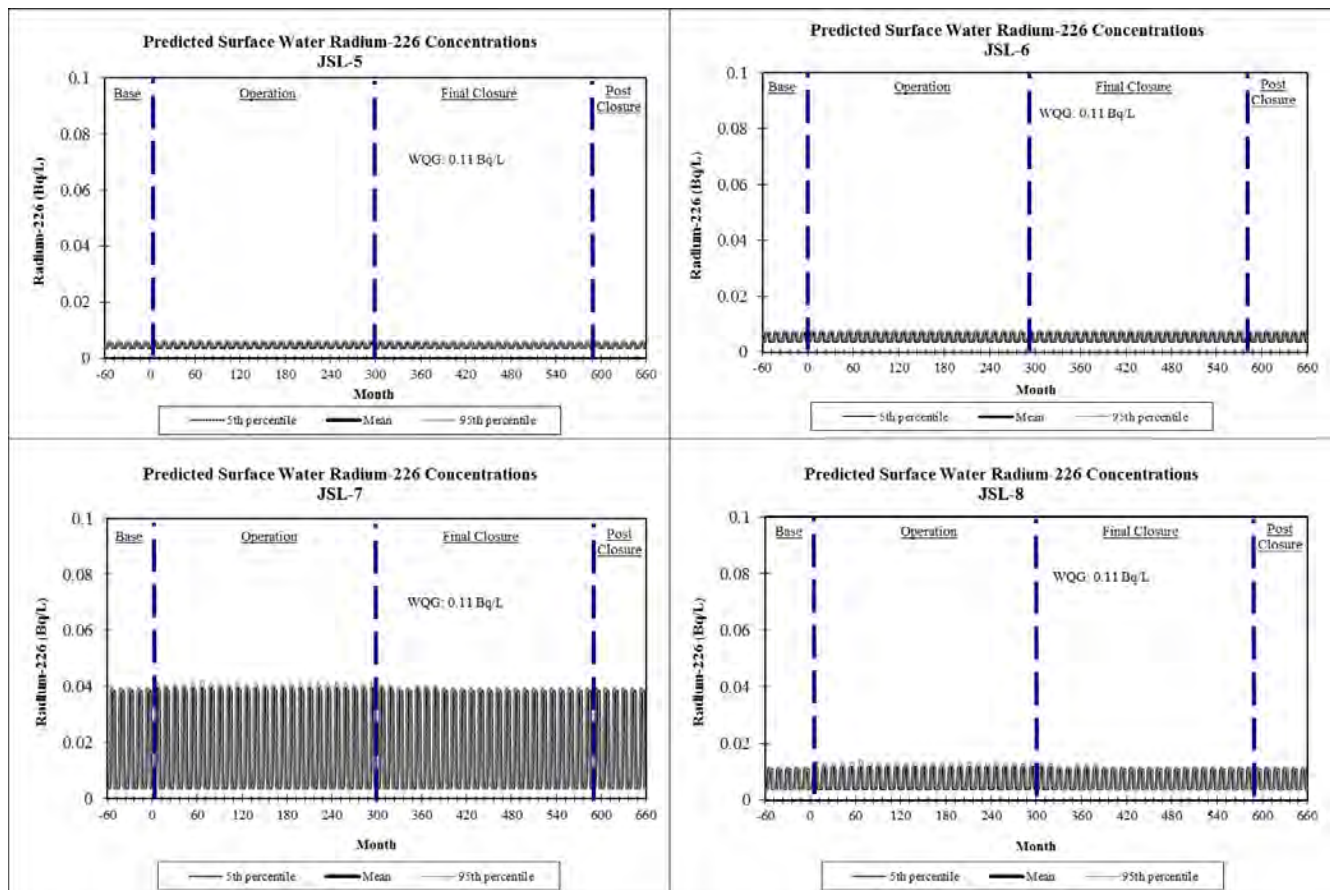 Predicted Surface Water Radium-226 Concentrations
JSL-5
0.1
0.08
0.06
0.04
0.02
0
Radium-226 (Bq/L)
Base
Operation
Final Closure
Post
Closure
WQG: 0.11 Bq/L
-60 0 60 120 180 240 300 360 420 480 540 600 660
Month
5th percentile Mean 95th percentile
Predicted Surface Water Radium-226 Concentrations
JSL-6
0.1
0.08
0.06
0.04
0.02
0
Radium-226 (Bq/L)
Base
Operation
Final Closure
Post
Closure
WQG: 0.11 Bq/L
-60 0 60 120 180 240 300 360 420 480 540 600 660
Month
5th percentile Mean 95th percentile
Predicted Surface Water Radium-226 Concentrations
JSL-7
0.1
0.08
0.06
0.04
0.02
0
Radium-226 (Bq/L)
Base
Operation
Final Closure
Post
Closure
WQG: 0.11 Bq/L
-60 0 60 120 180 240 300 360 420 480 540 600 660
Month
5th percentile Mean 95th percentile
Predicted Surface Water Radium-226 Concentrations
JSL-8
0.1
0.08
0.06
0.04
0.02
0
Radium-226 (Bq/L)
Base
Operation
Final Closure
Post
Closure
WQG: 0.11 Bq/L
-60 0 60 120 180 240 300 360 420 480 540 600 660
Month
5th percentile Mean 95th percentile